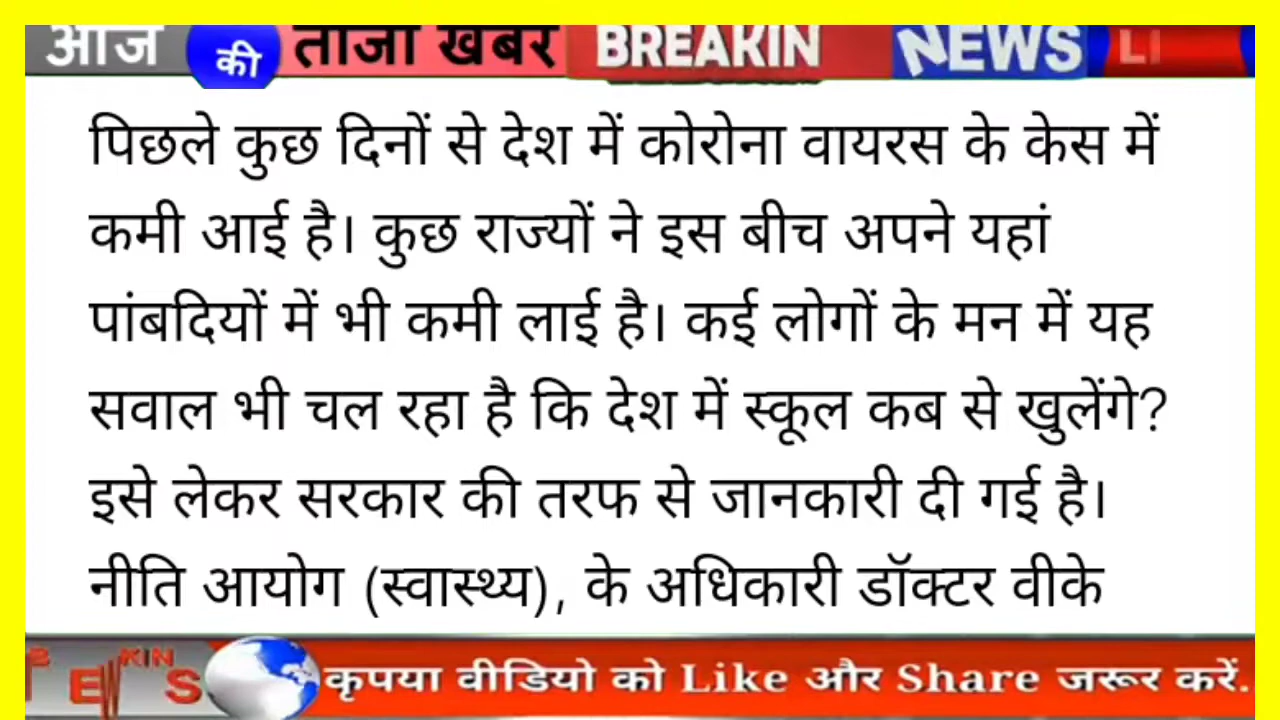 आज की ताजा खबर BREAKIN NEWS LI
पिछले कुछ दिनों से देश में कोरोना वायरस के केस में
कमी आई है। कुछ राज्यों ने इस बीच अपने यहां
पांबदियों में भी कमी लाई है। कई लोगों के मन में यह
सवाल भी चल रहा है कि देश में स्कूल कब से खुलेंगे?
इसे लेकर सरकार की तरफ से जानकारी दी गई है।
नीति आयोग (स्वास्थ्य), के अधिकारी डॉक्टर वीके
कृपया वीडियो को Like और Share जरूर करें.